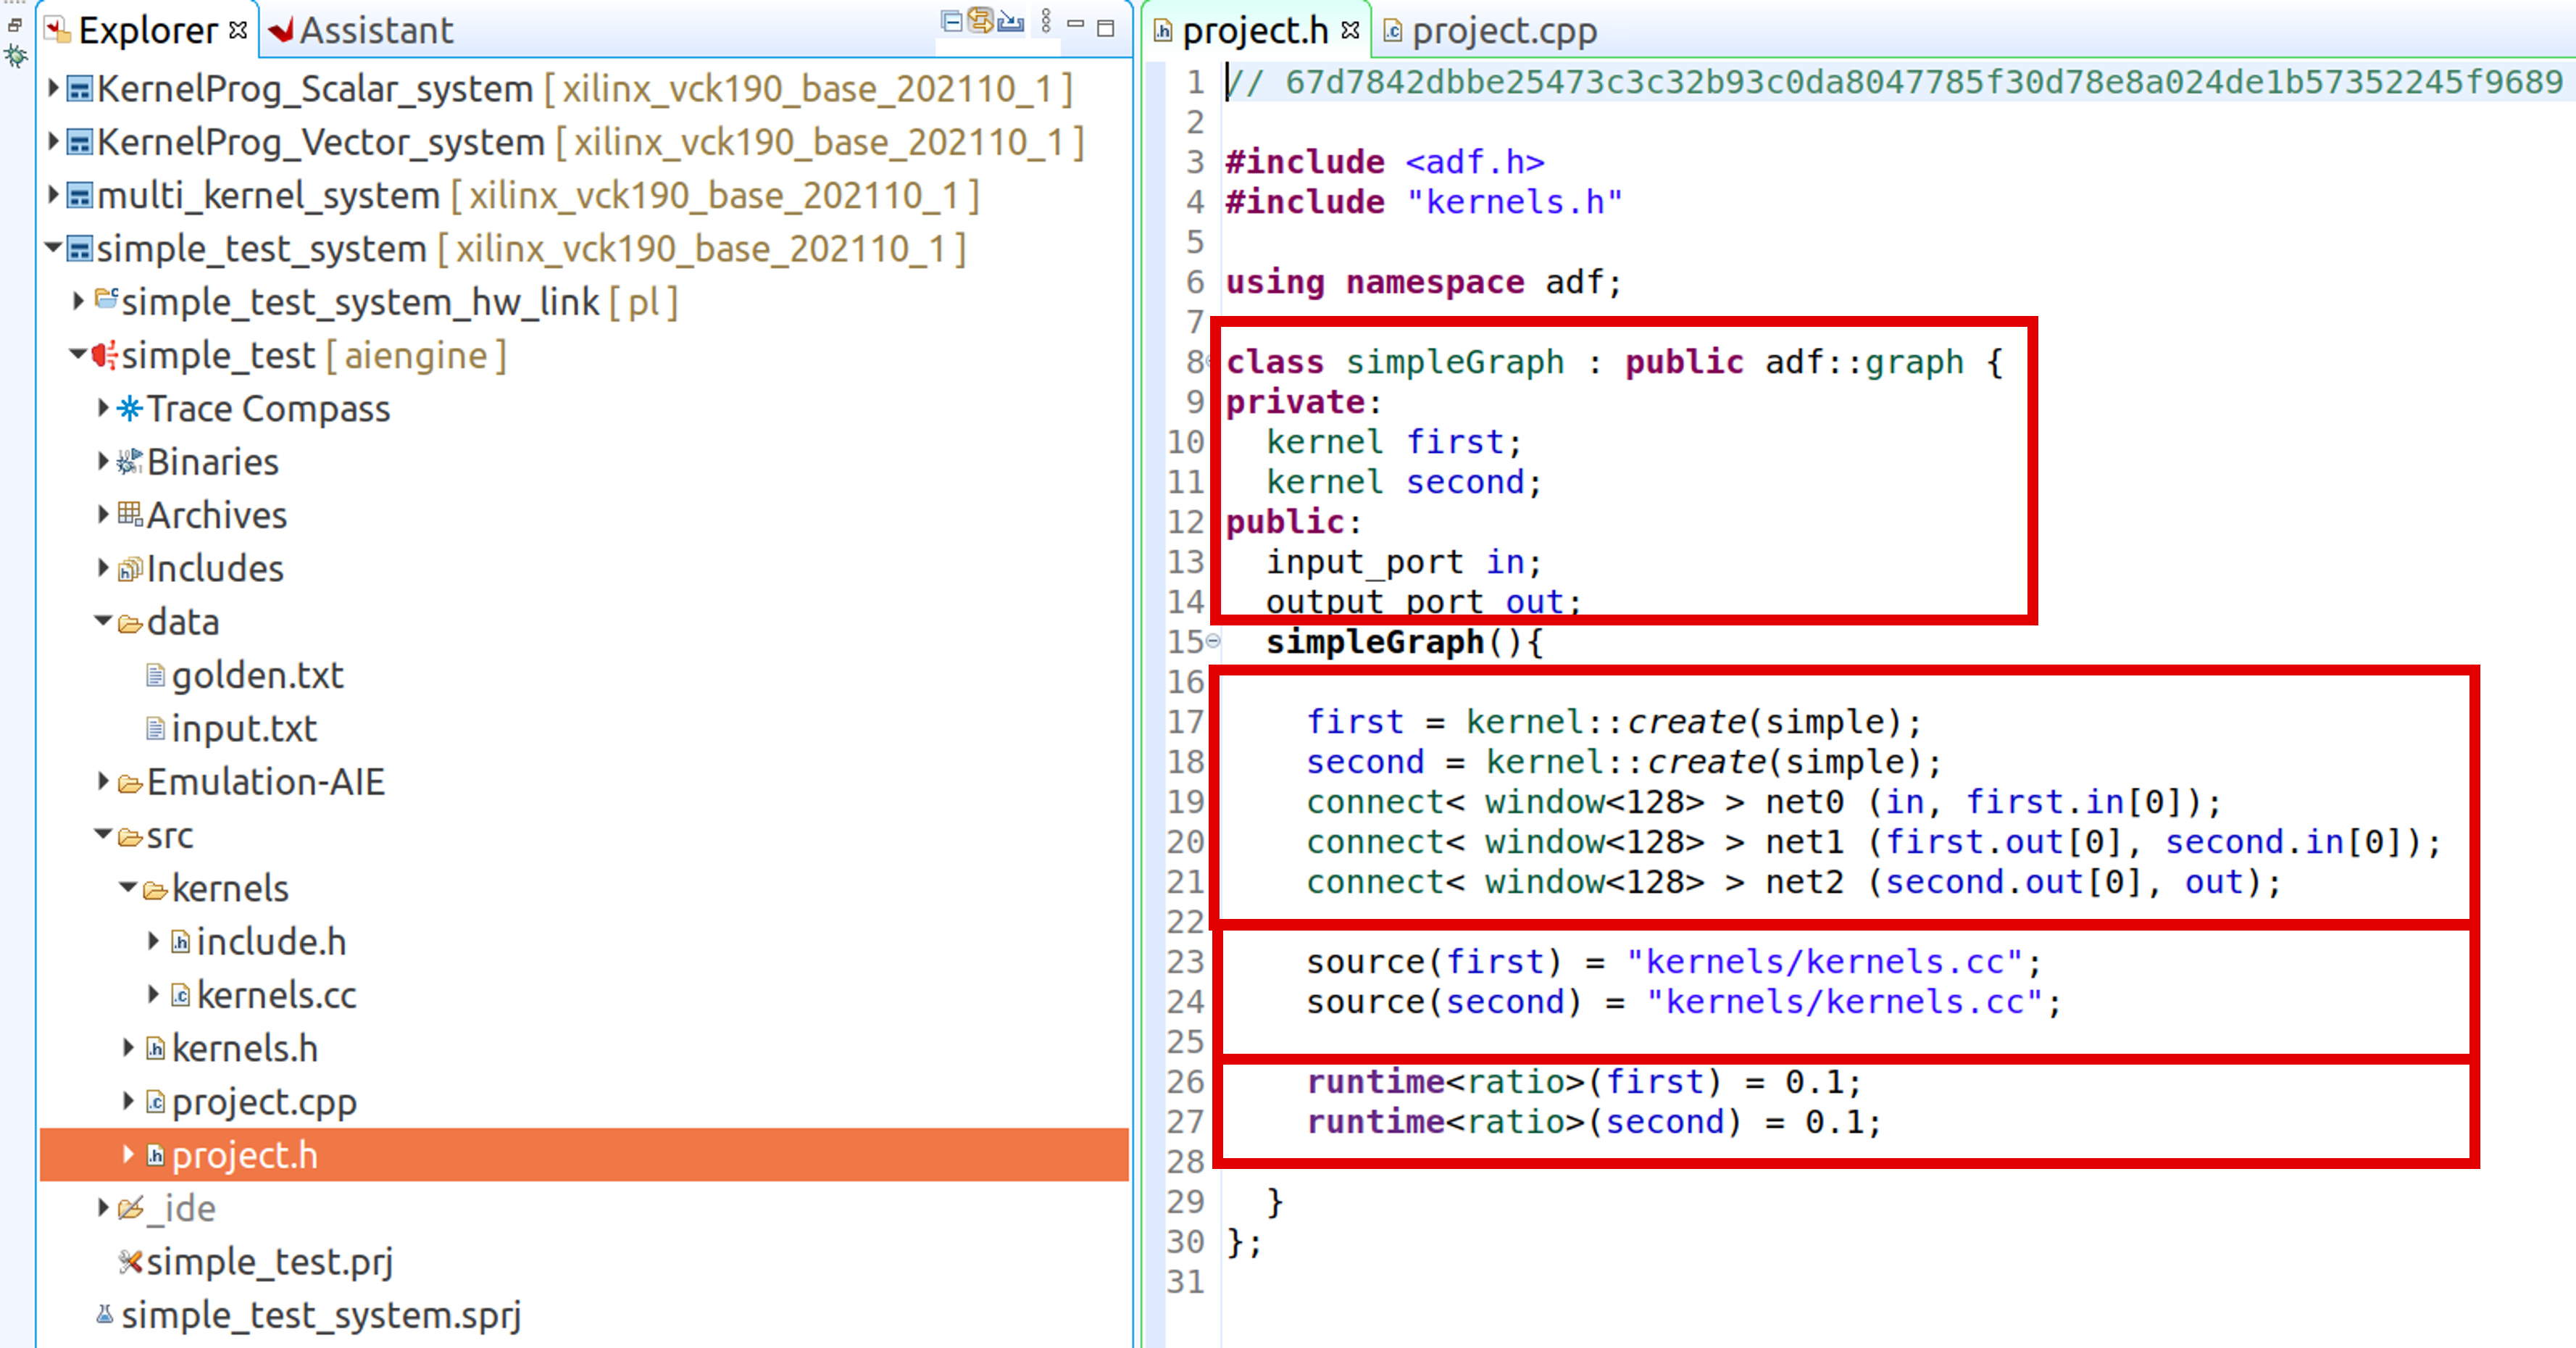 Explorer
Assistant
KernelProg_Scalar_system [ xilinx_vck190_base_202110_1 ]
KernelProg_Vector_system [ xilinx_vck190_base_202110_1 ]
multi_kernel_system [ xilinx_vck190_base_202110_1 ]
simple_test_system [ xilinx_vck190_base_202110_1 ]
simple_test_system_hw_link [ pl ]
simple_test [ aiengine ]
Trace Compass
Binaries
Archives
Includes
data
golden.txt
input.txt
Emulation-AIE
src
kernels
include.h
kernels.cc
kernels.h
project.cpp
project.h
_ide
simple_test.prj
simple_test_system.sprj
project.h
project.cpp
1 // 67d7842dbbe25473c3c32b93c0da8047785f30d78e8a024de1b57352245f9689
2
3 #include <adf.h>
4 #include "kernels.h"
5
6 using namespace adf;
7
8 class simpleGraph : public adf::graph {
9 private:
10 kernel first;
11 kernel second;
12 public:
13 input_port in;
14 output_port out;
15 simpleGraph(){
16
17 first = kernel::create(simple);
18 second = kernel::create(simple);
19 connect< window<128> > net0 (in, first.in[0]);
20 connect< window<128> > net1 (first.out[0], second.in[0]);
21 connect< window<128> > net2 (second.out[0], out);
22
23 source(first) = "kernels/kernels.cc";
24 source(second) = "kernels/kernels.cc";
25
26 runtime<ratio>(first) = 0.1;
27 runtime<ratio>(second) = 0.1;
28
29 }
30 };
31